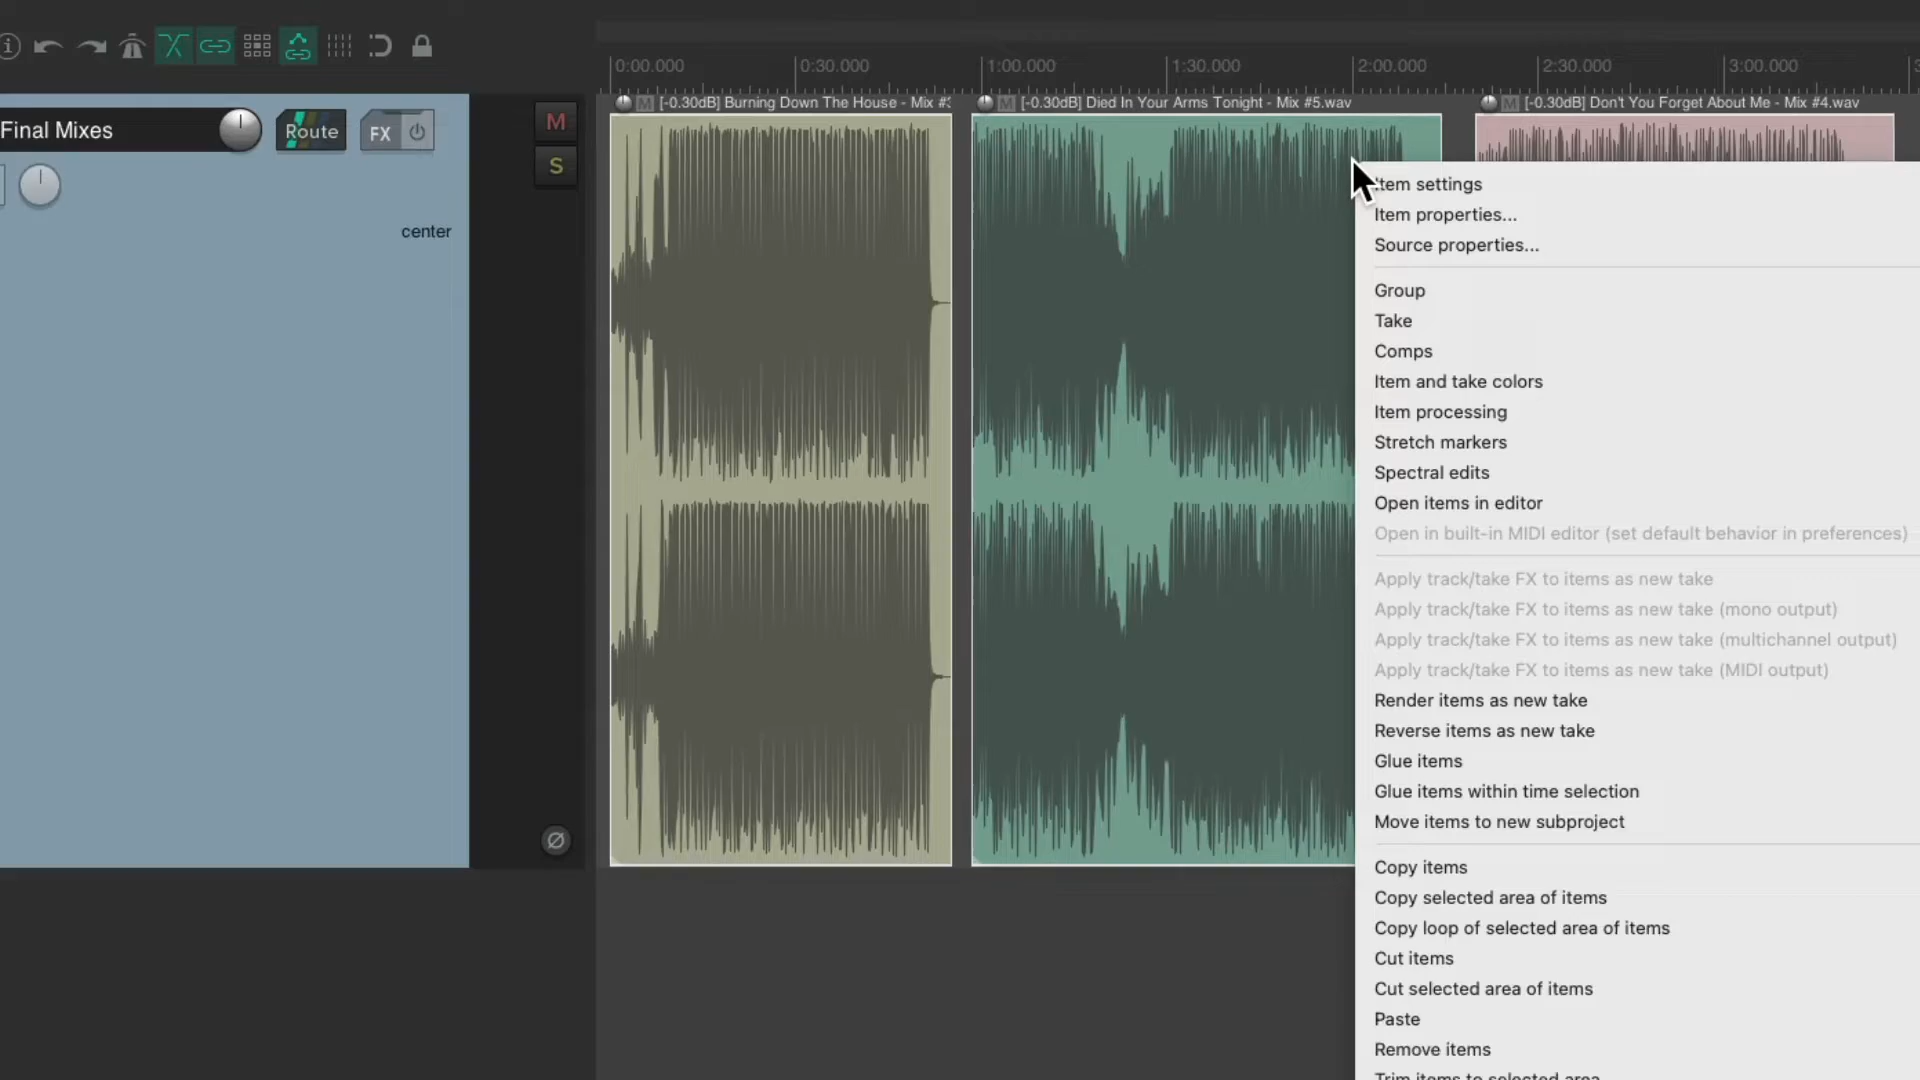 0:00.000
0:30.000
1:00.000
1:30.000
2:00.000
2:30.000
3:00.000
[-0.30dB] Burning Down The House - Mix #3
[-0.30dB] Died In Your Arms Tonight - Mix #5.wav
[-0.30dB] Don't You Forget About Me - Mix #4.wav
Final Mixes
Route
FX
M
S
center
Item settings
Item properties...
Source properties...
Group
Take
Comps
Item and take colors
Item processing
Stretch markers
Spectral edits
Open items in editor
Open in built-in MIDI editor (set default behavior in preferences)
Apply track/take FX to items as new take
Apply track/take FX to items as new take (mono output)
Apply track/take FX to items as new take (multichannel output)
Apply track/take FX to items as new take (MIDI output)
Render items as new take
Reverse items as new take
Glue items
Glue items within time selection
Move items to new subproject
Copy items
Copy selected area of items
Copy loop of selected area of items
Cut items
Cut selected area of items
Paste
Remove items
Trim items to selected area